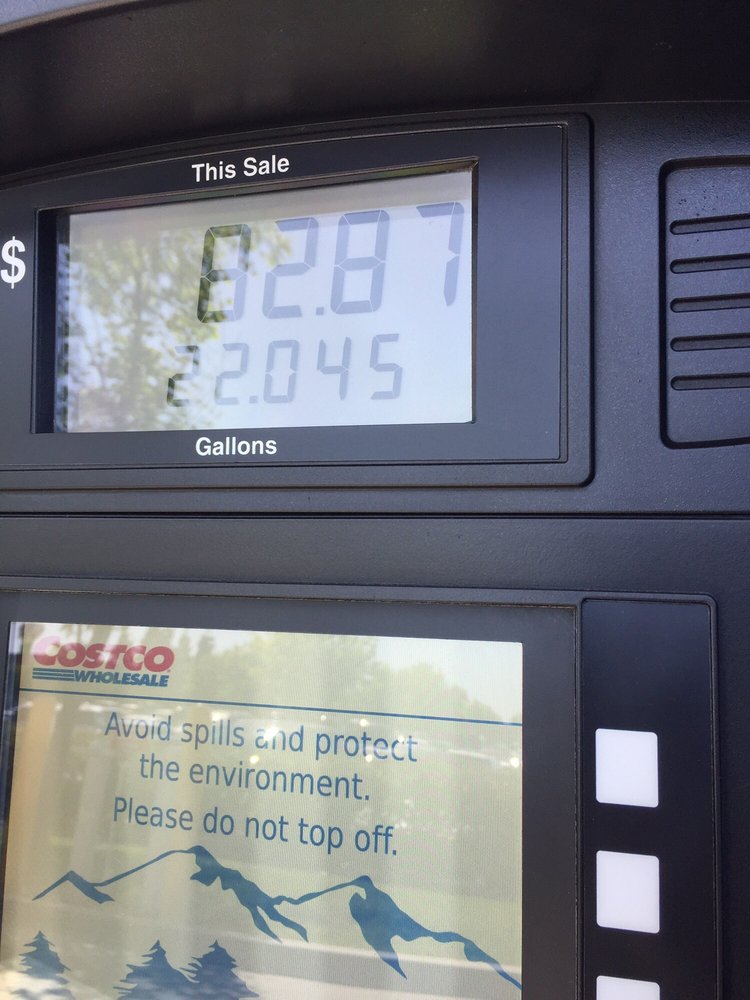 This Sale
$ 82.87
22.045
Gallons
COSTCO
WHOLESALE
Avoid spills and protect
the environment.
Please do not top off.